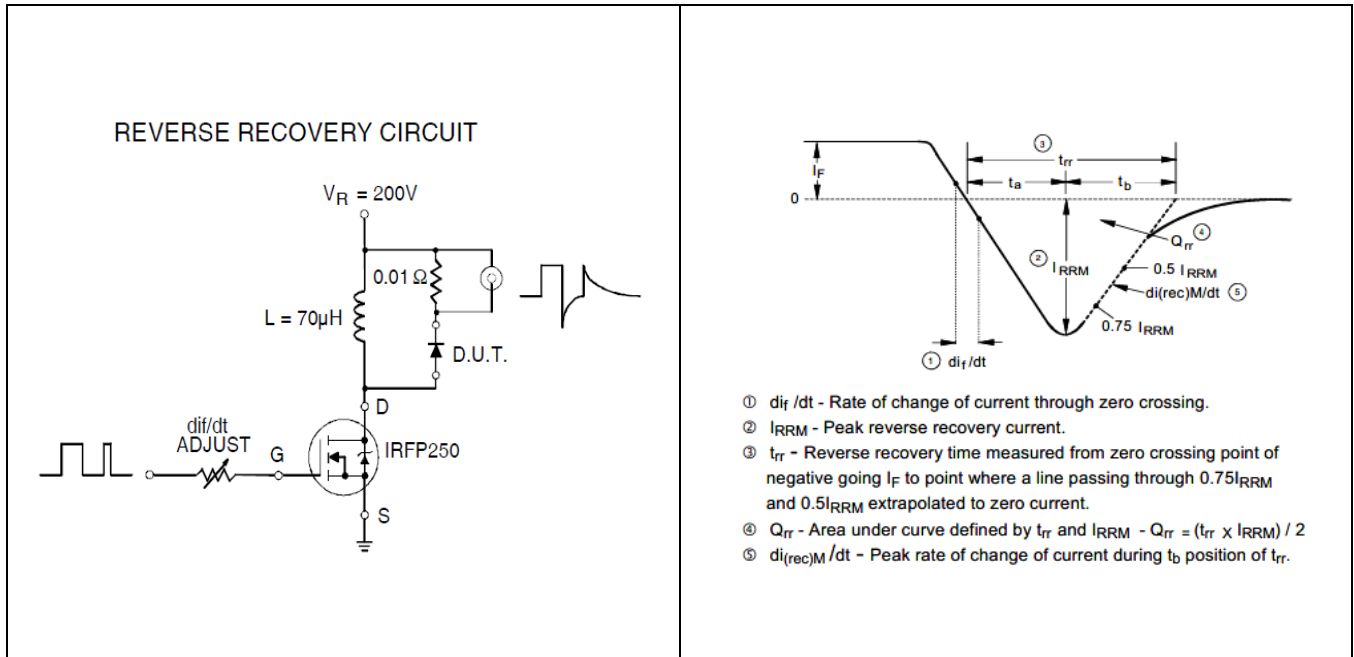 REVERSE RECOVERY CIRCUIT
VR = 200V
0.01 Ω
L = 70µH
D.U.T.
D
dif/dt
ADJUST
G
IRFP250
S
③
trr
IF
ta
tb
0
Qrr ④
② IRRM
0.5 IRRM
di(rec)M/dt ⑤
0.75 IRRM
① dif /dt
① dif /dt - Rate of change of current through zero crossing.
② IRRM - Peak reverse recovery current.
③ trr - Reverse recovery time measured from zero crossing point of
negative going IF to point where a line passing through 0.75IRRM
and 0.5IRRM extrapolated to zero current.
④ Qrr - Area under curve defined by trr and IRRM - Qrr = (trr X IRRM) / 2
⑤ di(rec)M /dt - Peak rate of change of current during tb position of trr.